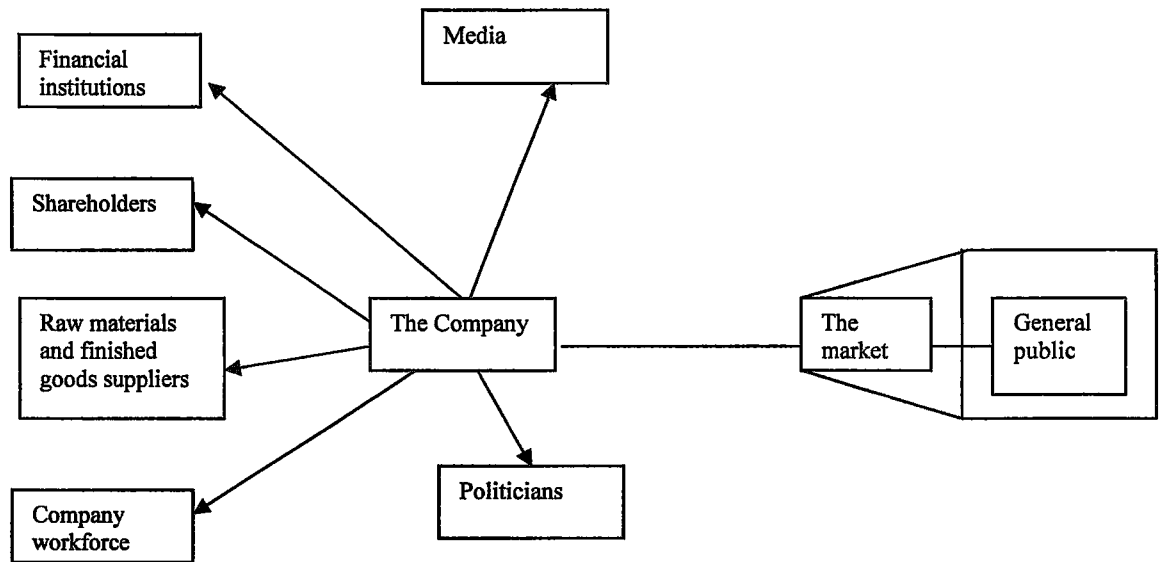 Media
Financial
institutions
Shareholders
Raw materials
and finished
goods suppliers
The Company
The
market
General
public
Politicians
Company
workforce